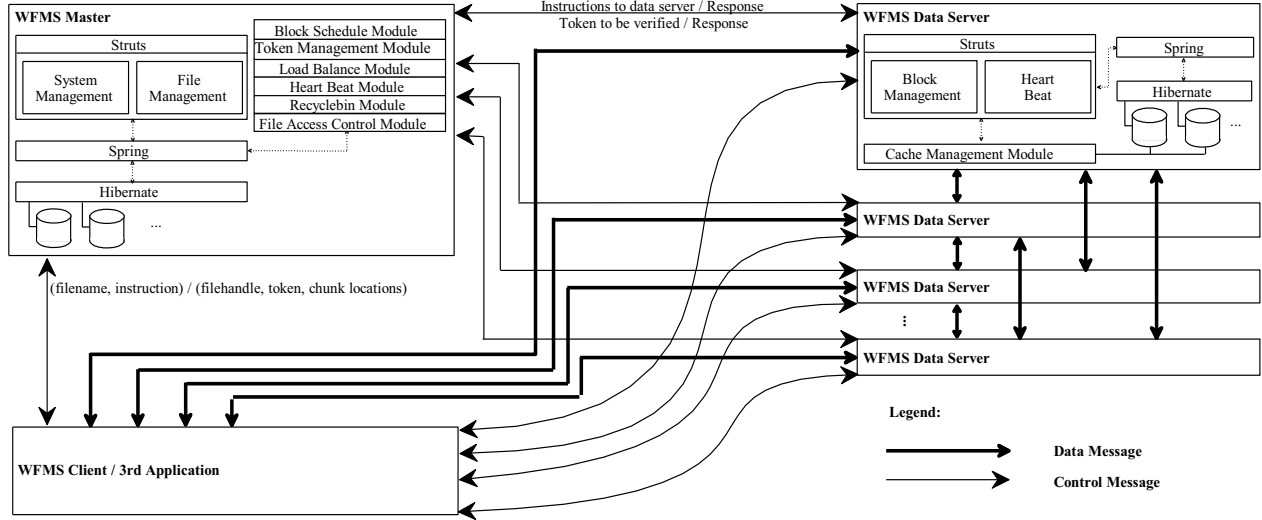 WFMS Master
Struts
System
Management
File
Management
Spring
Hibernate
...
Block Schedule Module
Token Management Module
Load Balance Module
Heart Beat Module
Recyclebin Module
File Access Control Module
Instructions to data server / Response
Token to be verified / Response
WFMS Data Server
Struts
Block
Management
Heart
Beat
Cache Management Module
Spring
Hibernate
...
WFMS Data Server
WFMS Data Server
...
WFMS Data Server
(filename, instruction) / (filehandle, token, chunk locations)
WFMS Client / 3rd Application
Legend:
Data Message
Control Message